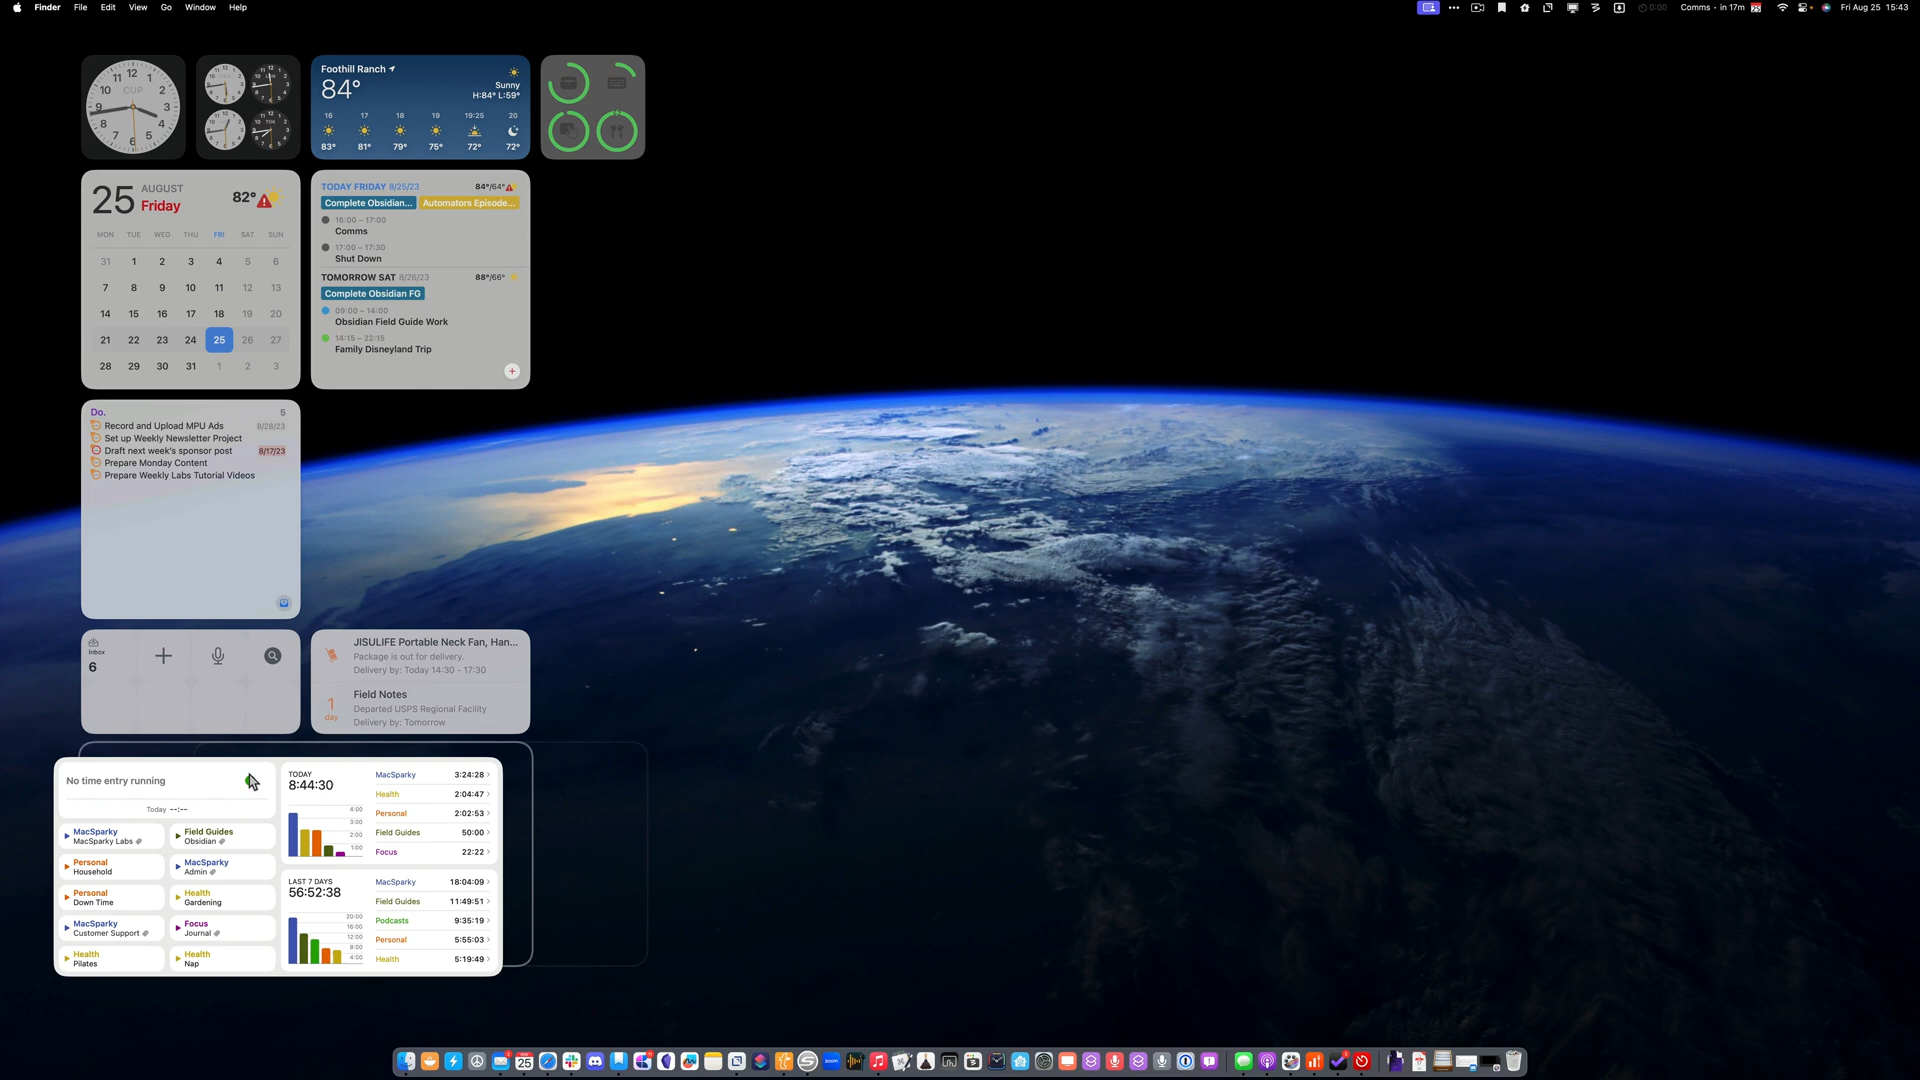 Finder File Edit View Go Window Help
0:00 Comms · in 17m Fri Aug 25 15:43
CUP
Foothill Ranch
84°
Sunny
H:84° L:59°
16 17 18 19 19:25 20
83° 81° 79° 75° 72° 72°
25 AUGUST
Friday
82°
MON TUE WED THU FRI SAT SUN
31 1 2 3 4 5 6
7 8 9 10 11 12 13
14 15 16 17 18 19 20
21 22 23 24 25 26 27
28 29 30 31 1 2 3
TODAY FRIDAY 8/25/23 84°/64°
Complete Obsidian... Automators Episode...
16:00 – 17:00
Comms
17:00 – 17:30
Shut Down
TOMORROW SAT 8/26/23 88°/66°
Complete Obsidian FG
09:00 – 14:00
Obsidian Field Guide Work
14:15 – 22:15
Family Disneyland Trip
Do. 5
Record and Upload MPU Ads 8/28/23
Set up Weekly Newsletter Project
Draft next week's sponsor post 8/17/23
Prepare Monday Content
Prepare Weekly Labs Tutorial Videos
Inbox
6
JISULIFE Portable Neck Fan, Han...
Package is out for delivery.
Delivery by: Today 14:30 - 17:30
1 day
Field Notes
Departed USPS Regional Facility
Delivery by: Tomorrow
No time entry running
Today --:--
MacSparky
MacSparky Labs
Field Guides
Obsidian
Personal
Household
MacSparky
Admin
Personal
Down Time
Health
Gardening
MacSparky
Customer Support
Focus
Journal
Health
Pilates
Health
Nap
TODAY
8:44:30
4:00
3:00
2:00
1:00
MacSparky 3:24:28
Health 2:04:47
Personal 2:02:53
Field Guides 50:00
Focus 22:22
LAST 7 DAYS
56:52:38
20:00
16:00
12:00
8:00
4:00
MacSparky 18:04:09
Field Guides 11:49:51
Podcasts 9:35:19
Personal 5:55:03
Health 5:19:49
25
zoom